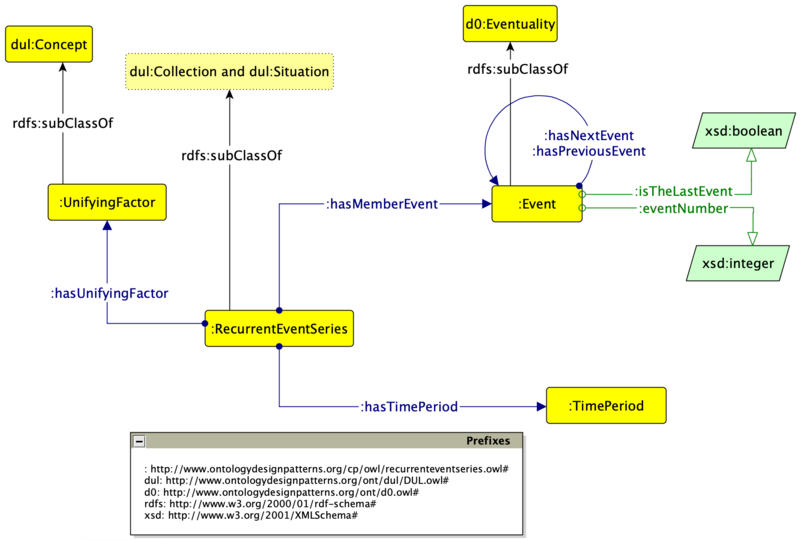 d0:Eventuality
dul:Concept
dul:Collection and dul:Situation
rdfs:subClassOf
rdfs:subClassOf
rdfs:subClassOf
:hasNextEvent
:hasPreviousEvent
xsd:boolean
:UnifyingFactor
:hasMemberEvent
:Event
:isTheLastEvent
:eventNumber
xsd:integer
:hasUnifyingFactor
:RecurrentEventSeries
:hasTimePeriod
:TimePeriod
Prefixes
: http://www.ontologydesignpatterns.org/cp/owl/recurrenteventseries.owl#
dul: http://www.ontologydesignpatterns.org/ont/dul/DUL.owl#
d0: http://www.ontologydesignpatterns.org/ont/d0.owl#
rdfs: http://www.w3.org/2000/01/rdf-schema#
xsd: http://www.w3.org/2001/XMLSchema#